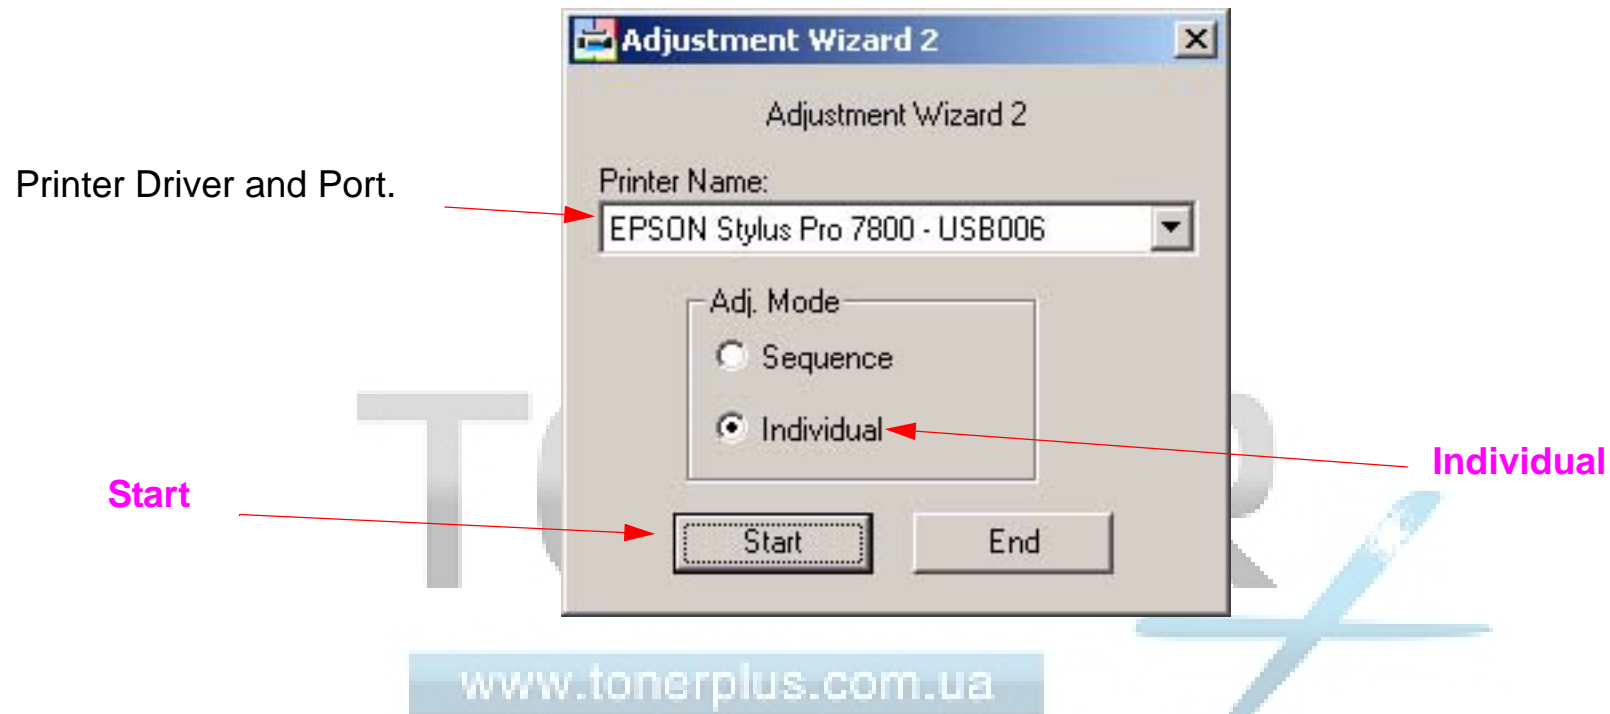 Adjustment Wizard 2
Adjustment Wizard 2
Printer Driver and Port.
Printer Name:
EPSON Stylus Pro 7800 - USB006
Adj. Mode
Sequence
Individual
Individual
Start
Start
End
www.tonerplus.com.ua